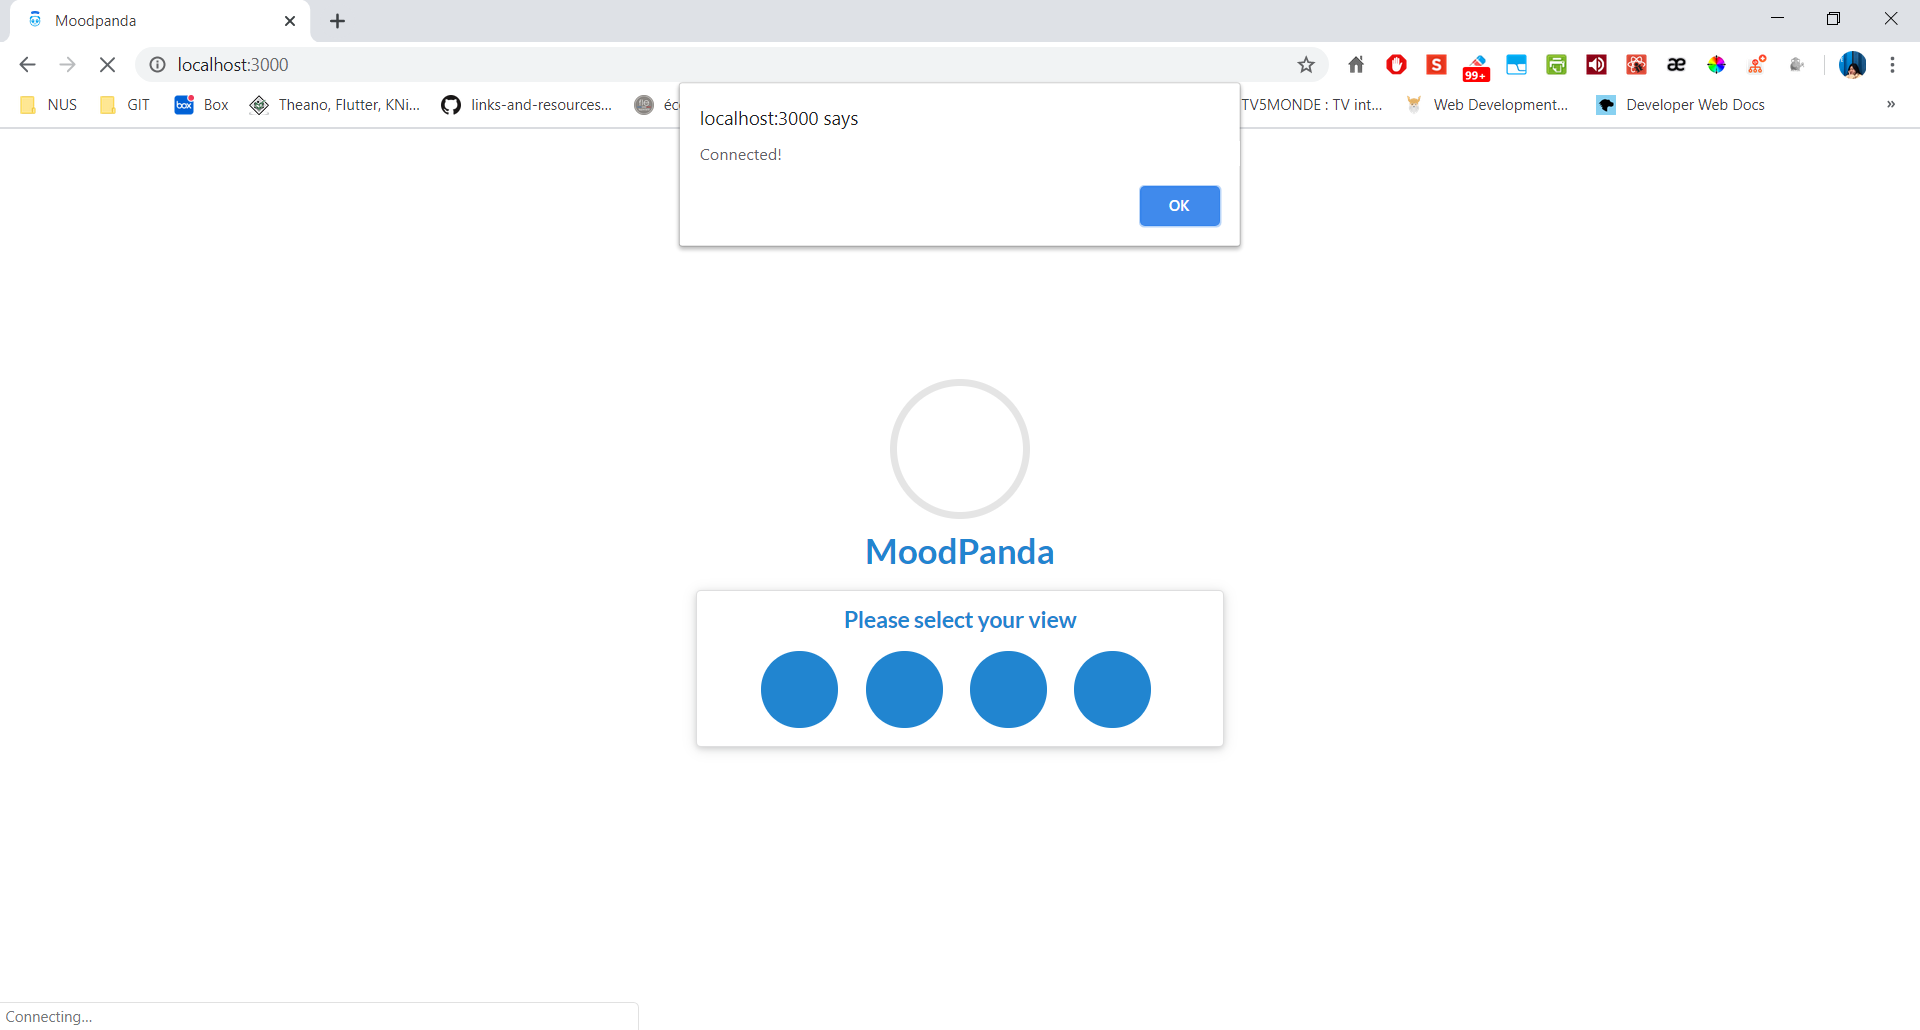 Moodpanda
localhost:3000
S
99+
æ
NUS
GIT
box
Box
Theano, Flutter, KNi...
links-and-resources...
éc
TV5MONDE : TV int...
Web Development...
Developer Web Docs
»
localhost:3000 says
Connected!
OK
MoodPanda
Please select your view
Connecting...